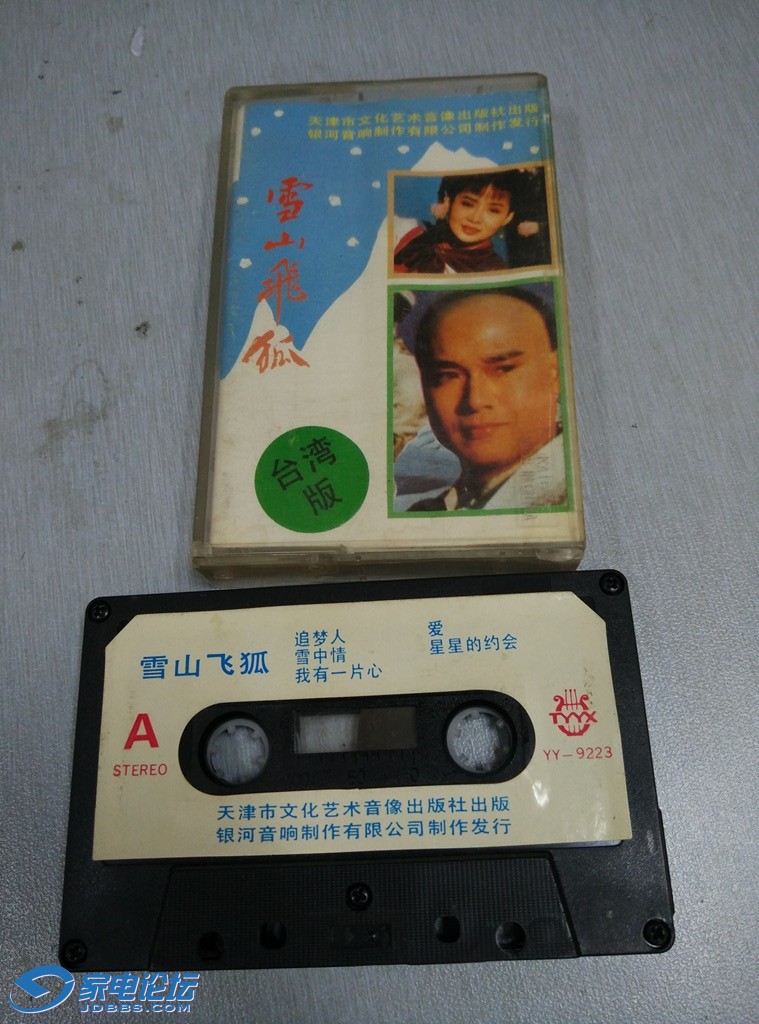 天津市文化艺术音像出版社出版
银河音响制作有限公司制作发行
雪山飛狐
台湾
版
雪山飞狐
追梦人
雪中情
我有一片心
爱
星星的约会
A
STEREO
TYYX
YY-9223
天津市文化艺术音像出版社出版
银河音响制作有限公司制作发行
家电论坛
JDBBS.COM